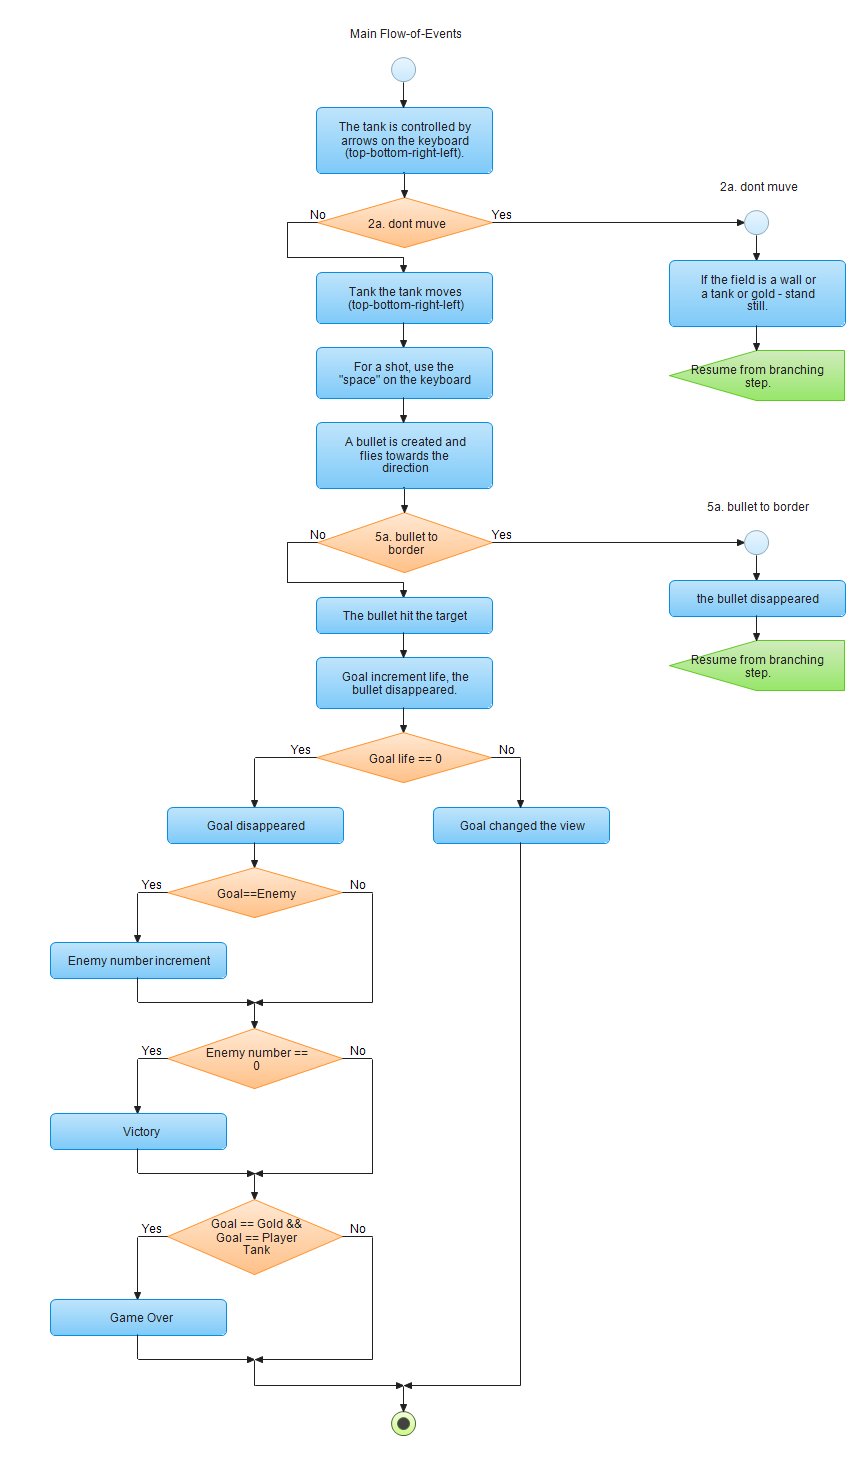 Main Flow-of-Events
The tank is controlled by
arrows on the keyboard
(top-bottom-right-left).
2a. dont muve
No
Yes
2a. dont muve
If the field is a wall or
a tank or gold - stand
still.
Resume from branching
step.
Tank the tank moves
(top-bottom-right-left)
For a shot, use the
"space" on the keyboard
A bullet is created and
flies towards the
direction
5a. bullet to border
No
Yes
5a. bullet to
border
the bullet disappeared
Resume from branching
step.
The bullet hit the target
Goal increment life, the
bullet disappeared.
Yes
No
Goal life == 0
Goal disappeared
Goal changed the view
Yes
No
Goal==Enemy
Enemy number increment
Yes
No
Enemy number ==
0
Victory
Yes
No
Goal == Gold &&
Goal == Player
Tank
Game Over